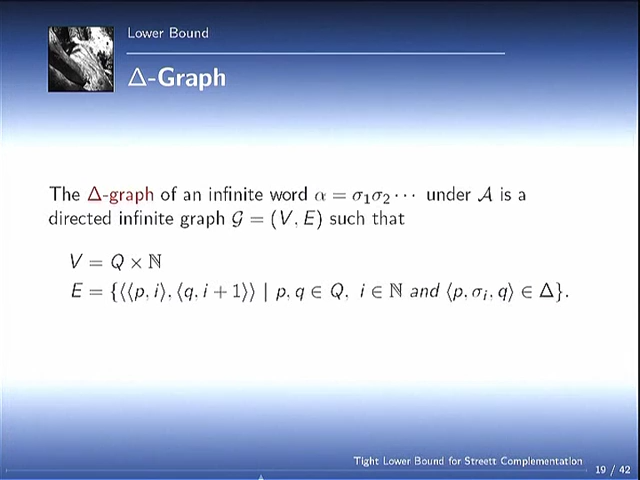 Lower Bound
Δ-Graph
The Δ-graph of an infinite word α = σ₁σ₂ ··· under 𝒜 is a
directed infinite graph 𝒢 = (V, E) such that
V = Q × ℕ
E = {⟨⟨p, i⟩, ⟨q, i + 1⟩⟩ | p, q ∈ Q, i ∈ ℕ and ⟨p, σᵢ, q⟩ ∈ Δ}.
Tight Lower Bound for Streett Complementation
19 / 42